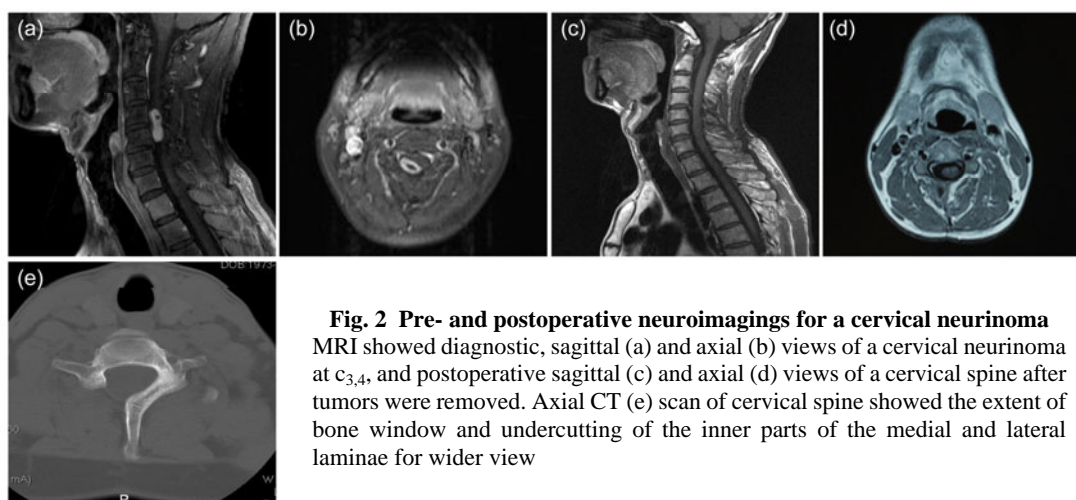 (a)
(b)
(c)
(d)
(e)
DOB:1973-
mA)
W
Fig. 2 Pre- and postoperative neuroimagings for a cervical neurinoma
MRI showed diagnostic, sagittal (a) and axial (b) views of a cervical neurinoma
at c3,4, and postoperative sagittal (c) and axial (d) views of a cervical spine after
tumors were removed. Axial CT (e) scan of cervical spine showed the extent of
bone window and undercutting of the inner parts of the medial and lateral
laminae for wider view